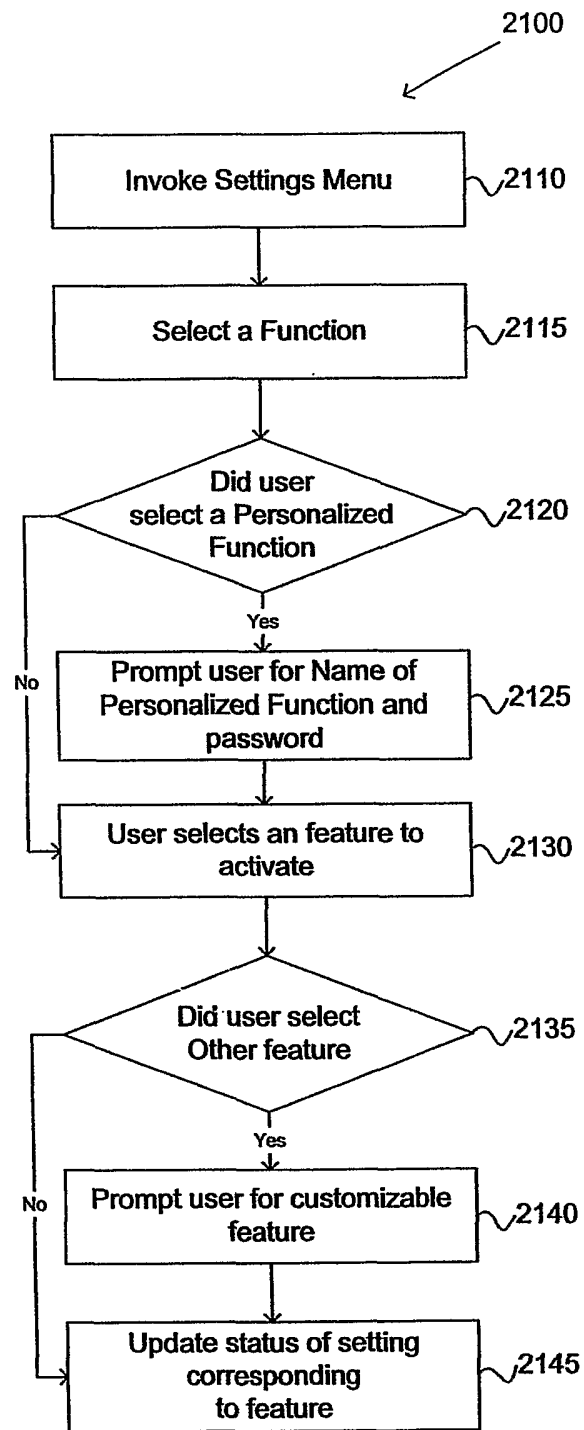 2100
Invoke Settings Menu
2110
Select a Function
2115
Did user
select a Personalized
Function
2120
Yes
No
Prompt user for Name of
Personalized Function and
password
2125
User selects an feature to
activate
2130
Did user select
Other feature
2135
Yes
No
Prompt user for customizable
feature
2140
Update status of setting
corresponding
to feature
2145